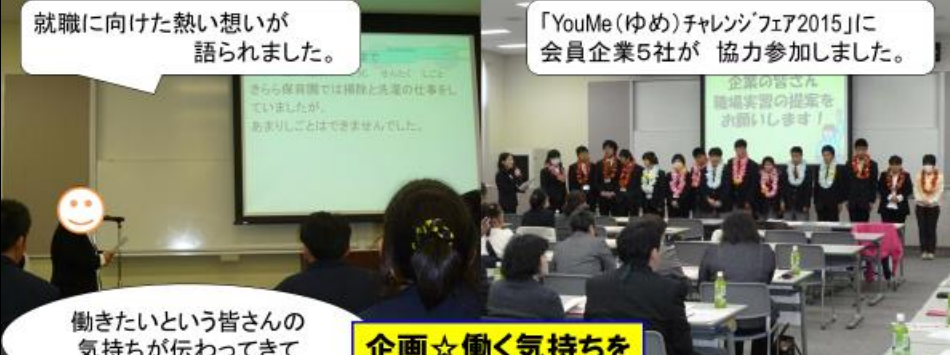 就職に向けた熱い想いが
語られました。
「YouMe(ゆめ)チャレンジフェア2015」に
会員企業5社が 協力参加しました。
せんたく しごと
きらら保育園では掃除と洗濯の仕事をし
ていましたが、
あまりしごとはできませんでした。
企業の皆さん
職場実習の提案を
お願いします！
働きたいという皆さんの
気持ちが伝わってきて
企画☆働く気持ちを